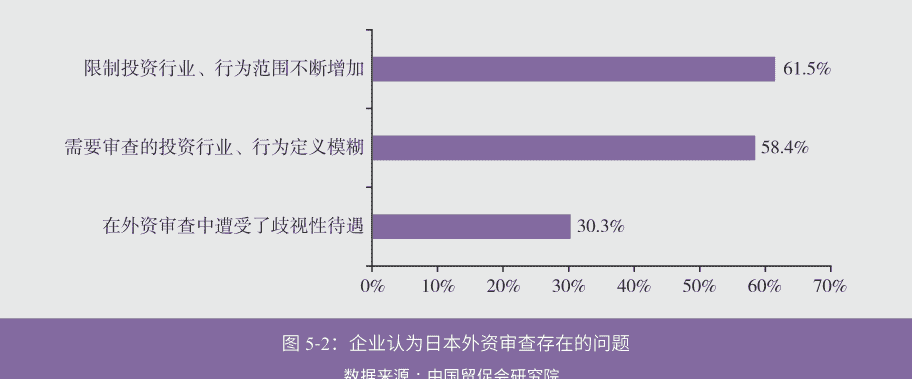 限制投资行业、行为范围不断增加 61.5%
需要审查的投资行业、行为定义模糊 58.4%
在外资审查中遭受了歧视性待遇 30.3%
0% 10% 20% 30% 40% 50% 60% 70%
图 5-2：企业认为日本外资审查存在的问题
数据来源：中国贸促会研究院